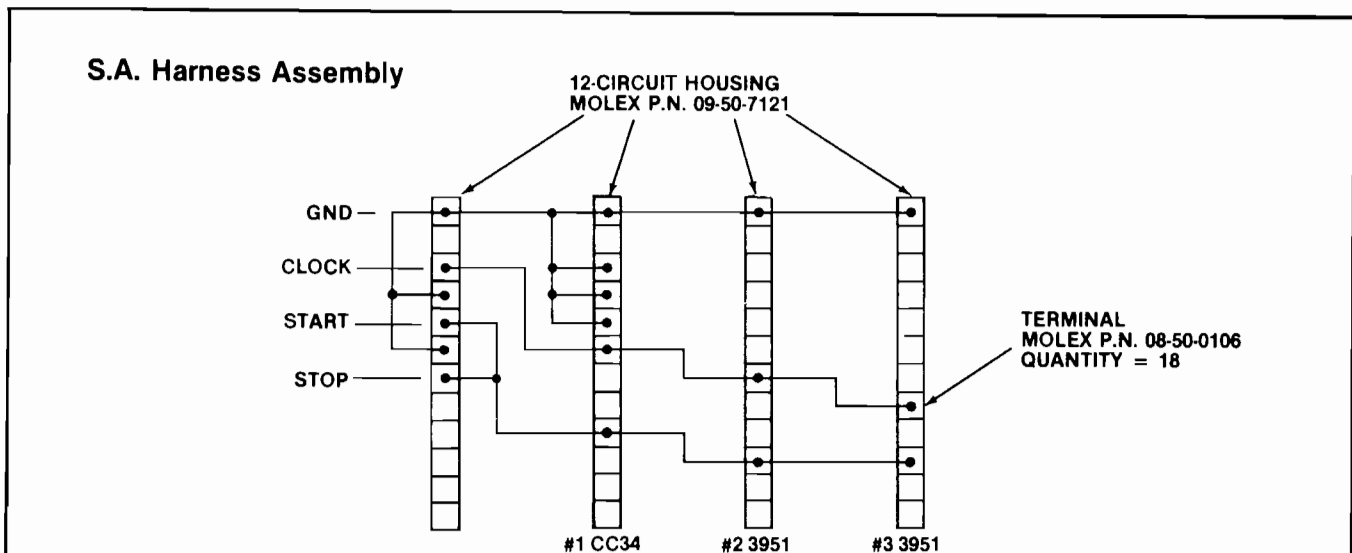 S.A. Harness Assembly
12-CIRCUIT HOUSING
MOLEX P.N. 09-50-7121
GND
CLOCK
START
STOP
TERMINAL
MOLEX P.N. 08-50-0106
QUANTITY = 18
#1 CC34
#2 3951
#3 3951